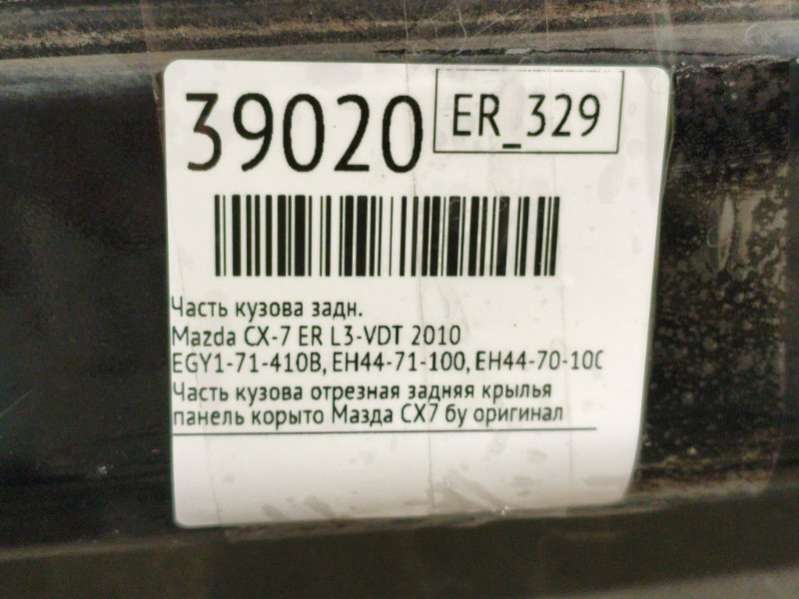 39020
ER_329
Часть кузова задн.
Mazda CX-7 ER L3-VDT 2010
EGY1-71-410B, EH44-71-100, EH44-70-10
Часть кузова отрезная задняя крылья
панель корыто Мазда СХ7 бу оригинал